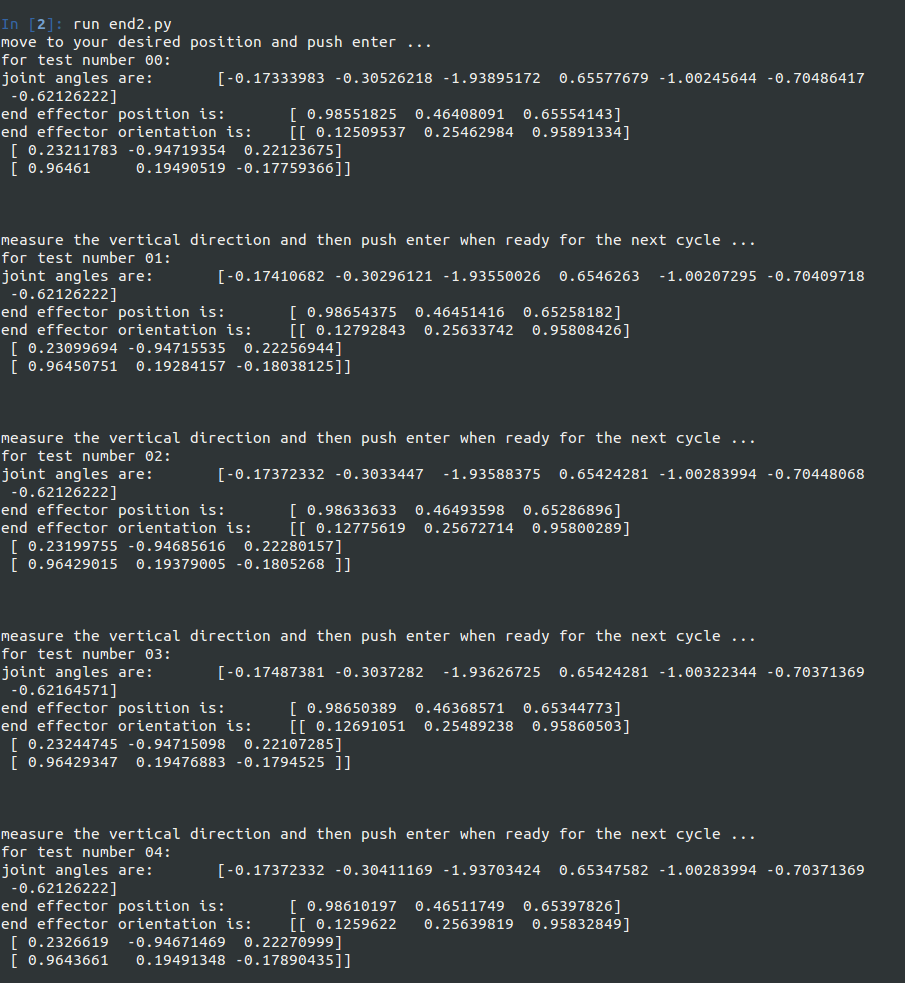 In [2]: run end2.py
move to your desired position and push enter ...
for test number 00:
joint angles are:       [-0.17333983 -0.30526218 -1.93895172  0.65577679 -1.00245644 -0.70486417
 -0.62126222]
end effector position is:       [ 0.98551825  0.46408091  0.65554143]
end effector orientation is:    [[ 0.12509537  0.25462984  0.95891334]
 [ 0.23211783 -0.94719354  0.22123675]
 [ 0.96461     0.19490519 -0.17759366]]
measure the vertical direction and then push enter when ready for the next cycle ...
for test number 01:
joint angles are:       [-0.17410682 -0.30296121 -1.93550026  0.6546263  -1.00207295 -0.70409718
 -0.62126222]
end effector position is:       [ 0.98654375  0.46451416  0.65258182]
end effector orientation is:    [[ 0.12792843  0.25633742  0.95808426]
 [ 0.23099694 -0.94715535  0.22256944]
 [ 0.96450751  0.19284157 -0.18038125]]
measure the vertical direction and then push enter when ready for the next cycle ...
for test number 02:
joint angles are:       [-0.17372332 -0.3033447  -1.93588375  0.65424281 -1.00283994 -0.70448068
 -0.62126222]
end effector position is:       [ 0.98633633  0.46493598  0.65286896]
end effector orientation is:    [[ 0.12775619  0.25672714  0.95800289]
 [ 0.23199755 -0.94685616  0.22280157]
 [ 0.96429015  0.19379005 -0.1805268 ]]
measure the vertical direction and then push enter when ready for the next cycle ...
for test number 03:
joint angles are:       [-0.17487381 -0.3037282  -1.93626725  0.65424281 -1.00322344 -0.70371369
 -0.62164571]
end effector position is:       [ 0.98650389  0.46368571  0.65344773]
end effector orientation is:    [[ 0.12691051  0.25489238  0.95860503]
 [ 0.23244745 -0.94715098  0.22107285]
 [ 0.96429347  0.19476883 -0.1794525 ]]
measure the vertical direction and then push enter when ready for the next cycle ...
for test number 04:
joint angles are:       [-0.17372332 -0.30411169 -1.93703424  0.65347582 -1.00283994 -0.70371369
 -0.62126222]
end effector position is:       [ 0.98610197  0.46511749  0.65397826]
end effector orientation is:    [[ 0.1259622   0.25639819  0.95832849]
 [ 0.2326619  -0.94671469  0.22270999]
 [ 0.9643661   0.19491348 -0.17890435]]